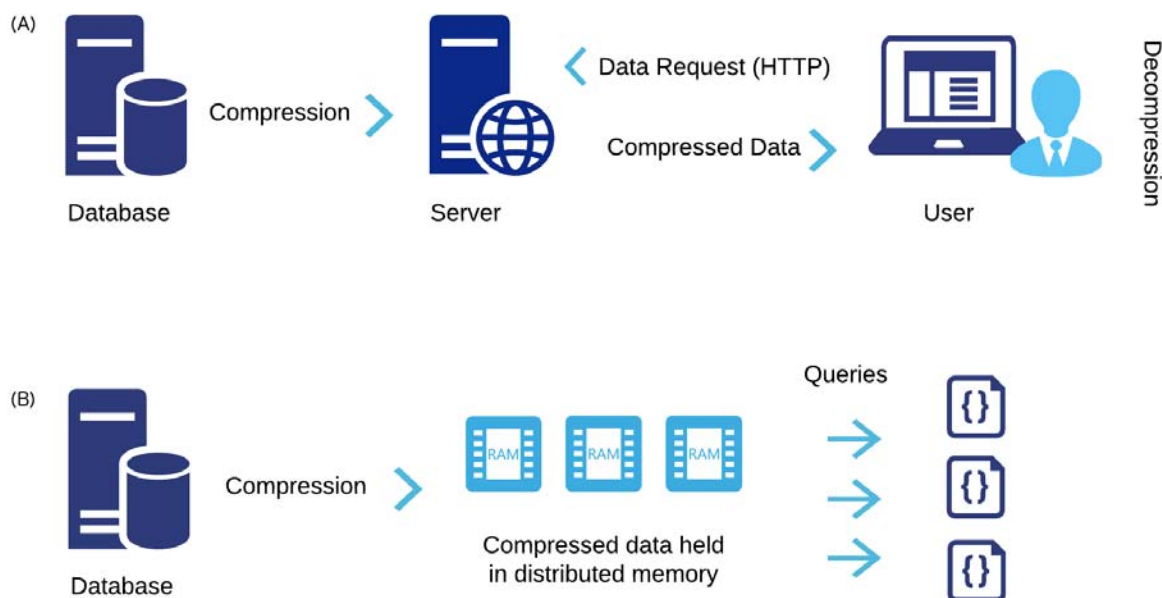 (A)
Compression
Data Request (HTTP)
Compressed Data
Decompression
Database
Server
User
(B)
Queries
Compression
RAM
RAM
RAM
{}
{}
{}
Compressed data held
in distributed memory
Database